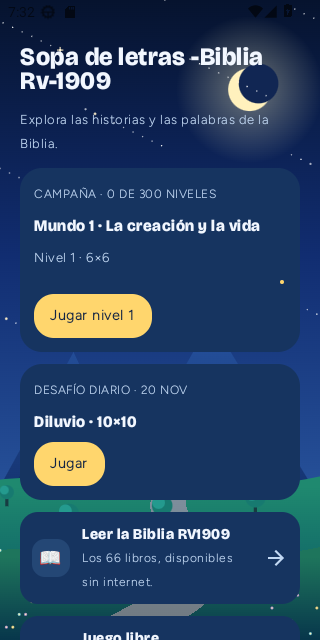 7:32
Sopa de letras -Biblia
Rv-1909
Explora las historias y las palabras de la
Biblia.
CAMPAÑA · 0 DE 300 NIVELES
Mundo 1 · La creación y la vida
Nivel 1 · 6×6
Jugar nivel 1
DESAFÍO DIARIO · 20 NOV
Diluvio · 10×10
Jugar
Leer la Biblia RV1909
Los 66 libros, disponibles
sin internet.
Juego libre